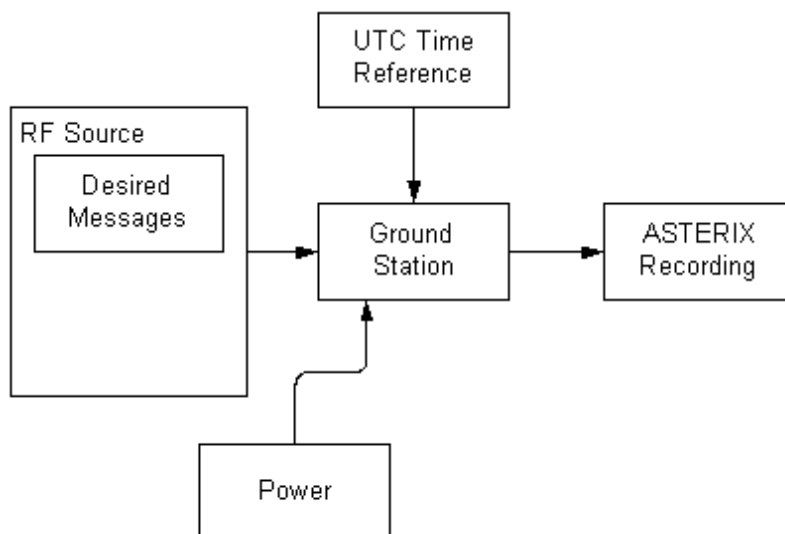 UTC Time
Reference
RF Source
Desired
Messages
Ground
Station
ASTERIX
Recording
Power